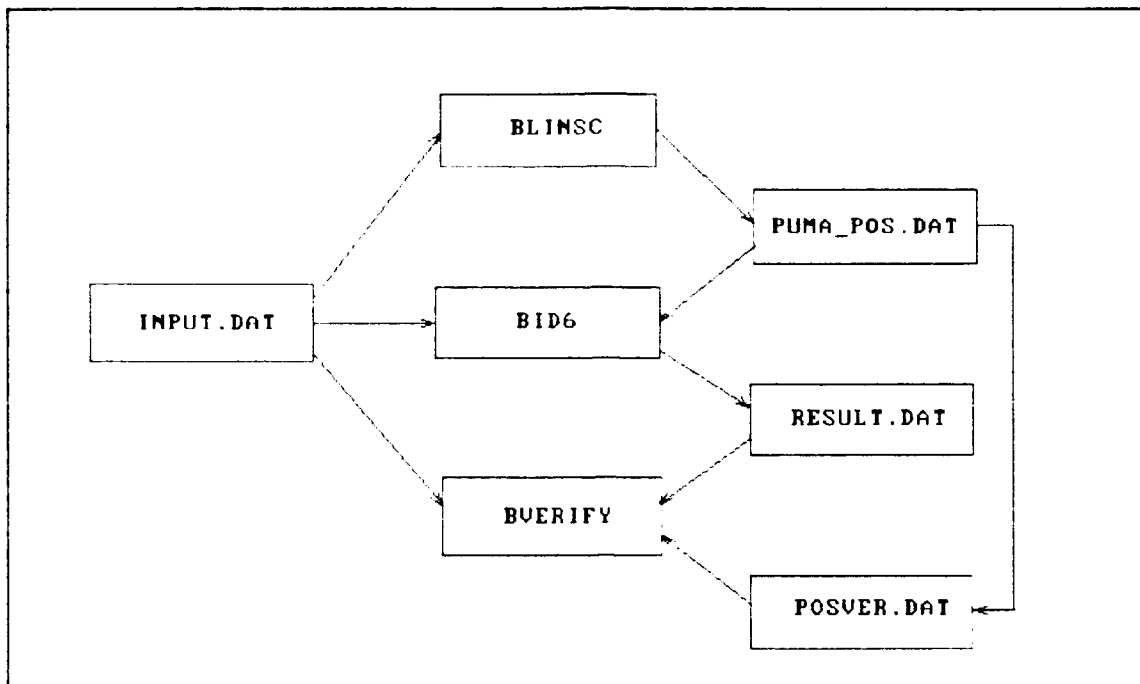 BLINSC
PUMA_POS.DAT
INPUT.DAT
BID6
RESULT.DAT
BVERIFY
POSVER.DAT